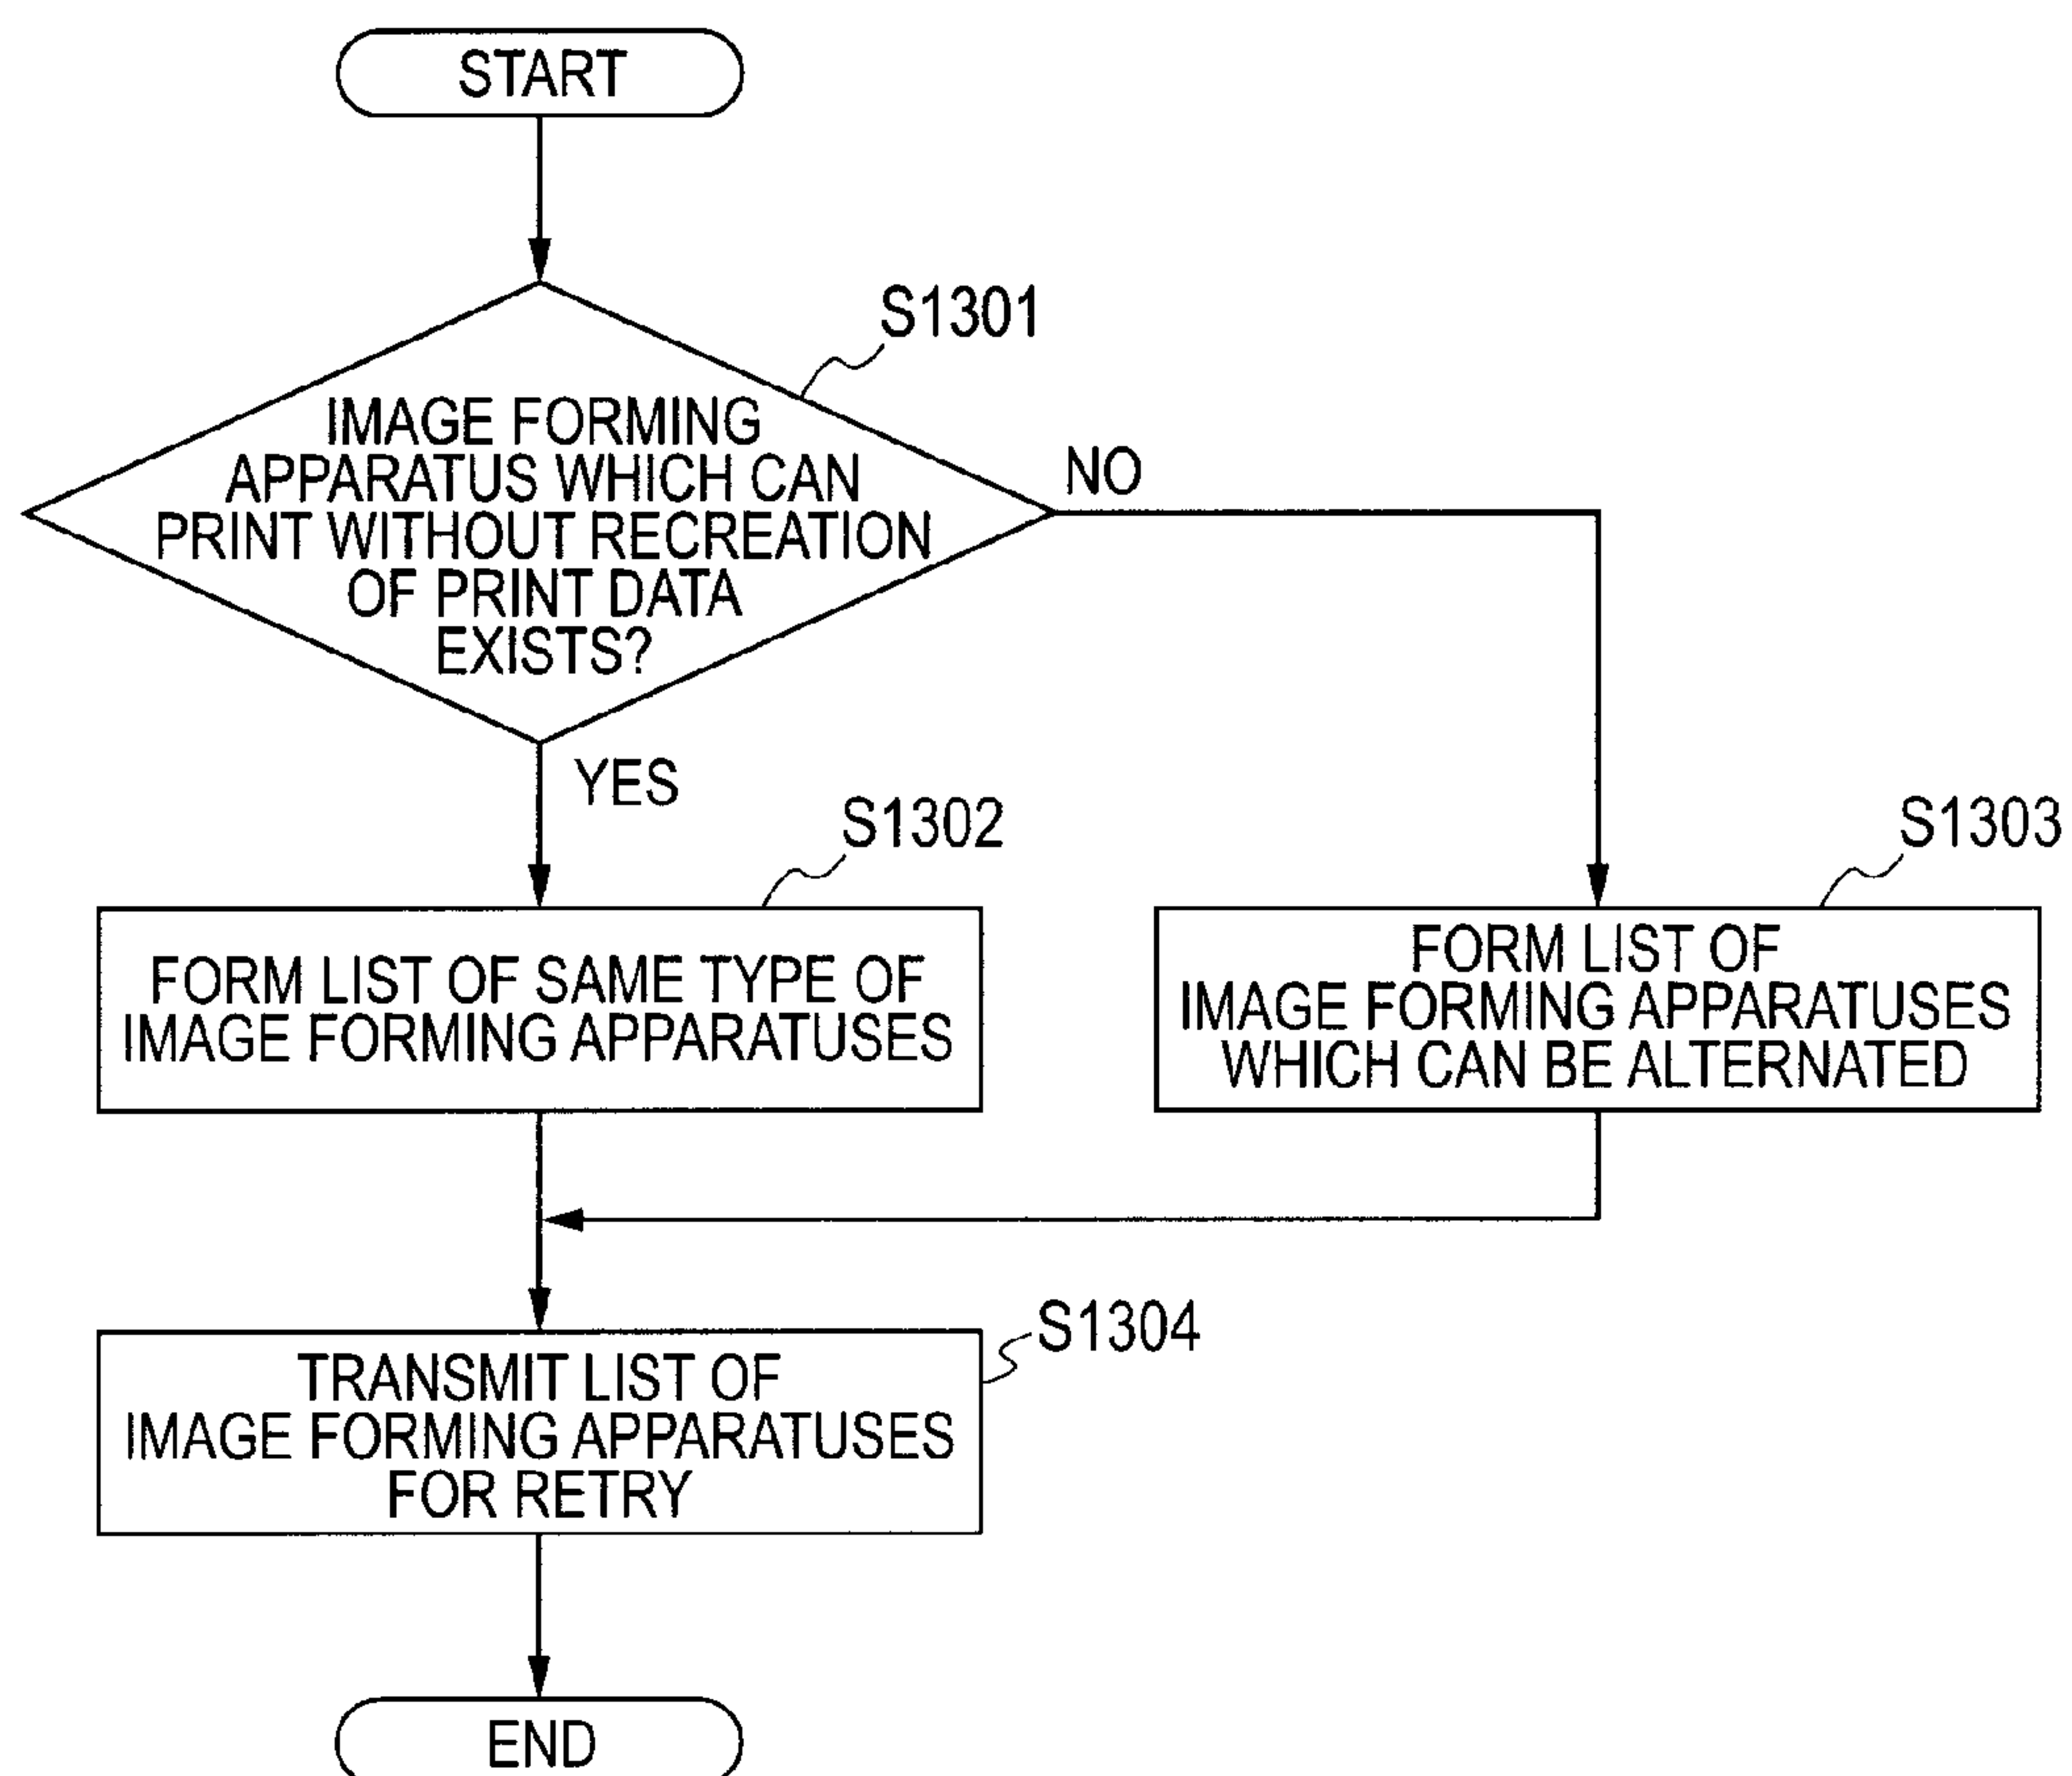 START
S1301
IMAGE FORMING
APPARATUS WHICH CAN
PRINT WITHOUT RECREATION
OF PRINT DATA
EXISTS?
NO
YES
S1302
FORM LIST OF SAME TYPE OF
IMAGE FORMING APPARATUSES
S1303
FORM LIST OF
IMAGE FORMING APPARATUSES
WHICH CAN BE ALTERNATED
S1304
TRANSMIT LIST OF
IMAGE FORMING APPARATUSES
FOR RETRY
END